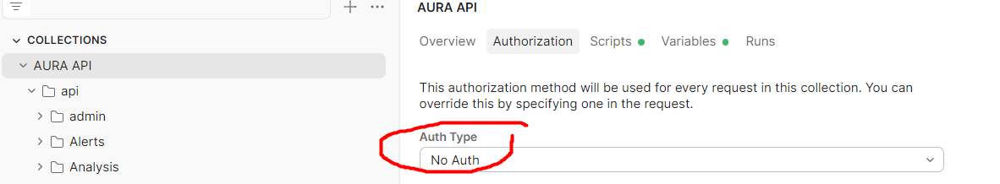 COLLECTIONS
AURA API
api
admin
Alerts
Analysis
AURA API
Overview Authorization Scripts Variables Runs
This authorization method will be used for every request in this collection. You can
override this by specifying one in the request.
Auth Type
No Auth